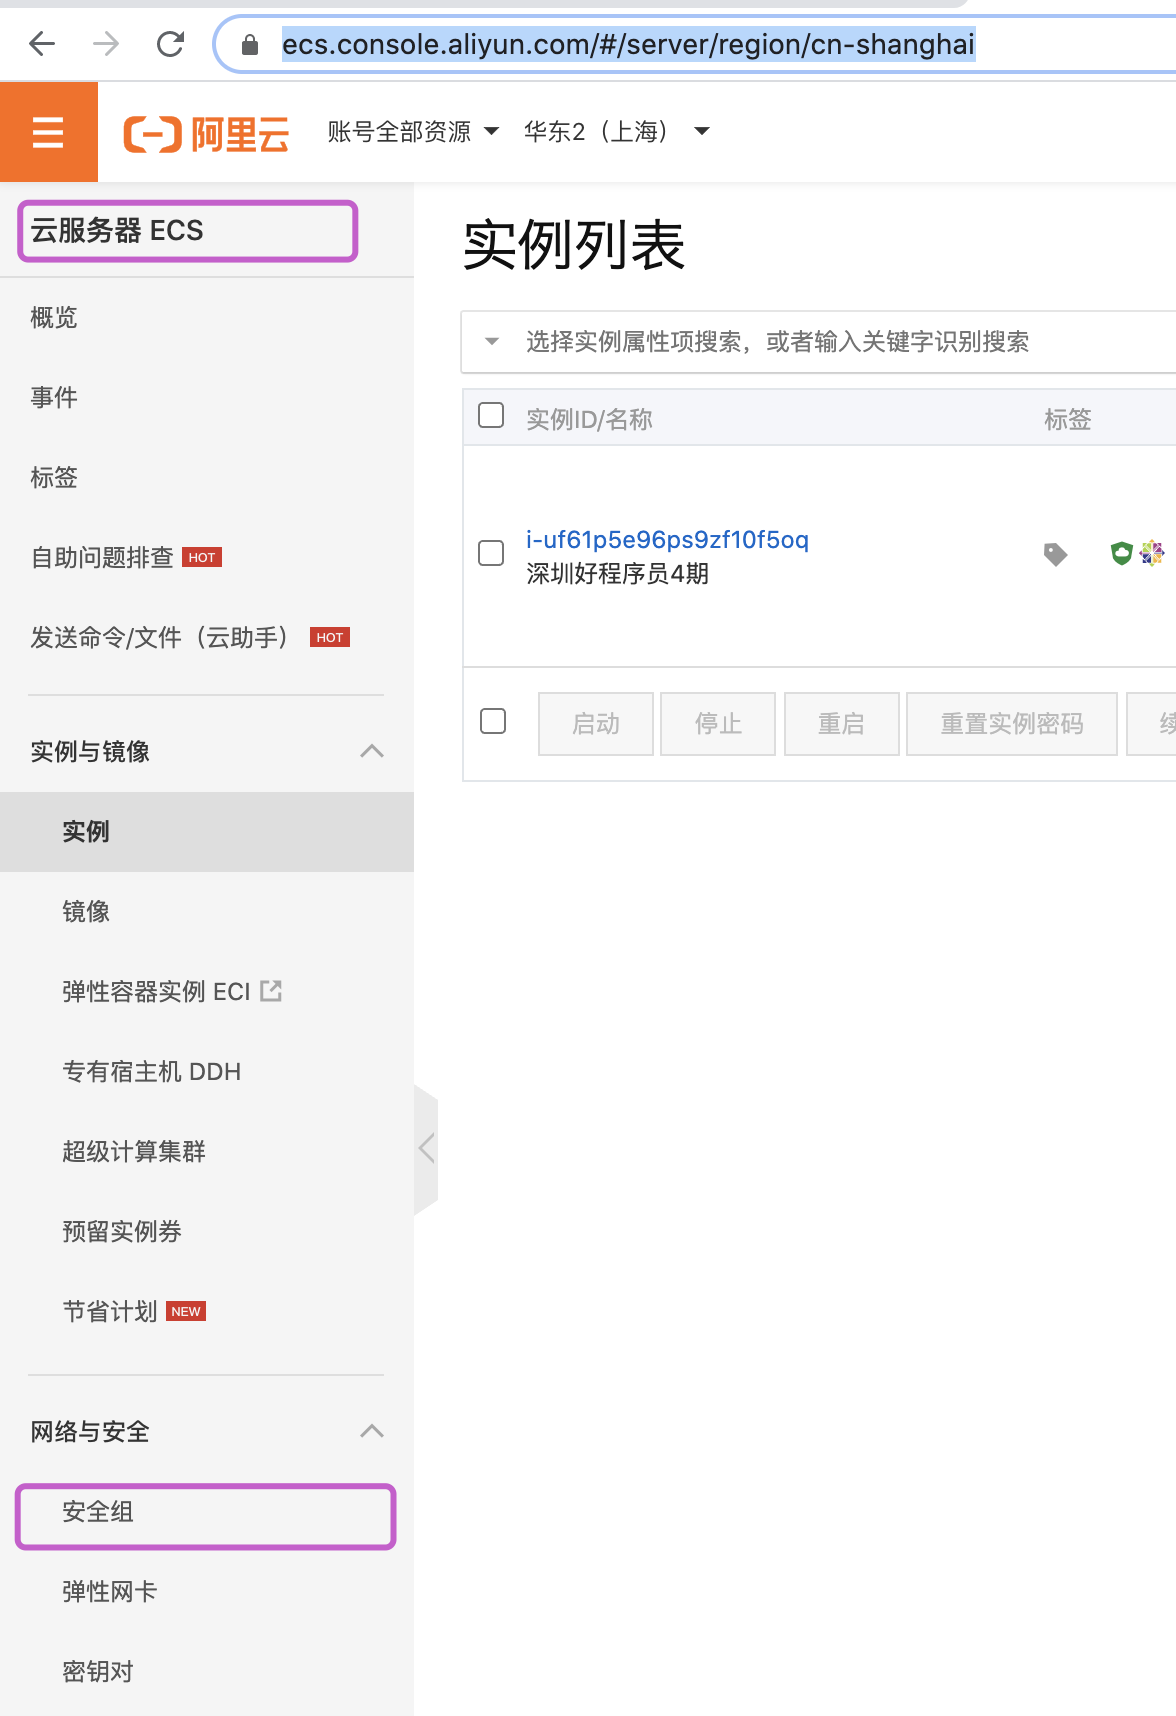 ecs.console.aliyun.com/#/server/region/cn-shanghai
阿里云 账号全部资源 华东2（上海）
云服务器 ECS
概览
事件
标签
自助问题排查 HOT
发送命令/文件（云助手） HOT
实例与镜像
实例
镜像
弹性容器实例 ECI
专有宿主机 DDH
超级计算集群
预留实例券
节省计划 NEW
网络与安全
安全组
弹性网卡
密钥对
实例列表
选择实例属性项搜索，或者输入关键字识别搜索
实例ID/名称 标签
i-uf61p5e96ps9zf10f5oq
深圳好程序员4期
启动 停止 重启 重置实例密码